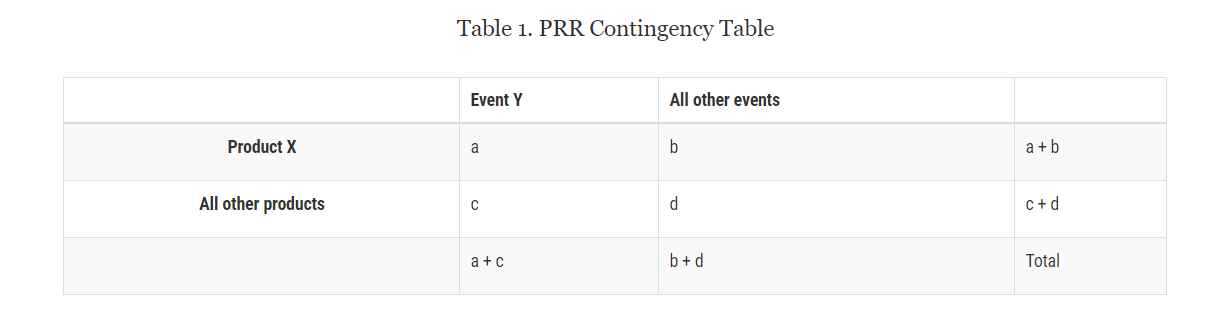 Table 1. PRR Contingency Table
Event Y All other events
Product X a b a + b
All other products c d c + d
a + c b + d Total